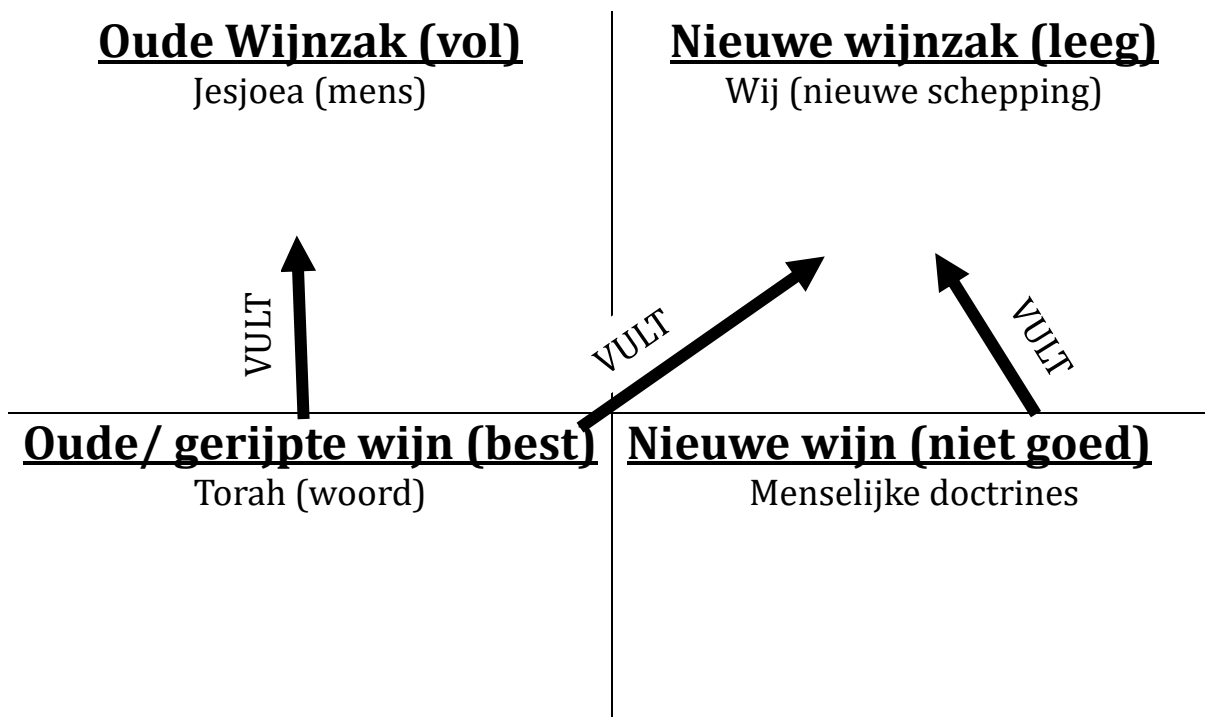 Oude Wijnzak (vol)
Jesjoea (mens)
Nieuwe wijnzak (leeg)
Wij (nieuwe schepping)
VULT
VULT
VULT
Oude/ gerijpte wijn (best)
Torah (woord)
Nieuwe wijn (niet goed)
Menselijke doctrines